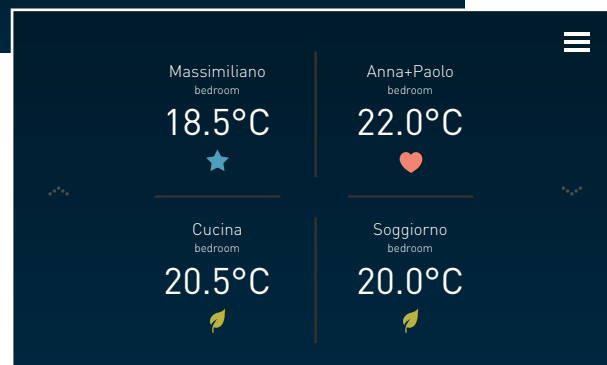 Massimiliano
bedroom
18.5°C
Anna+Paolo
bedroom
22.0°C
Cucina
bedroom
20.5°C
Soggiorno
bedroom
20.0°C